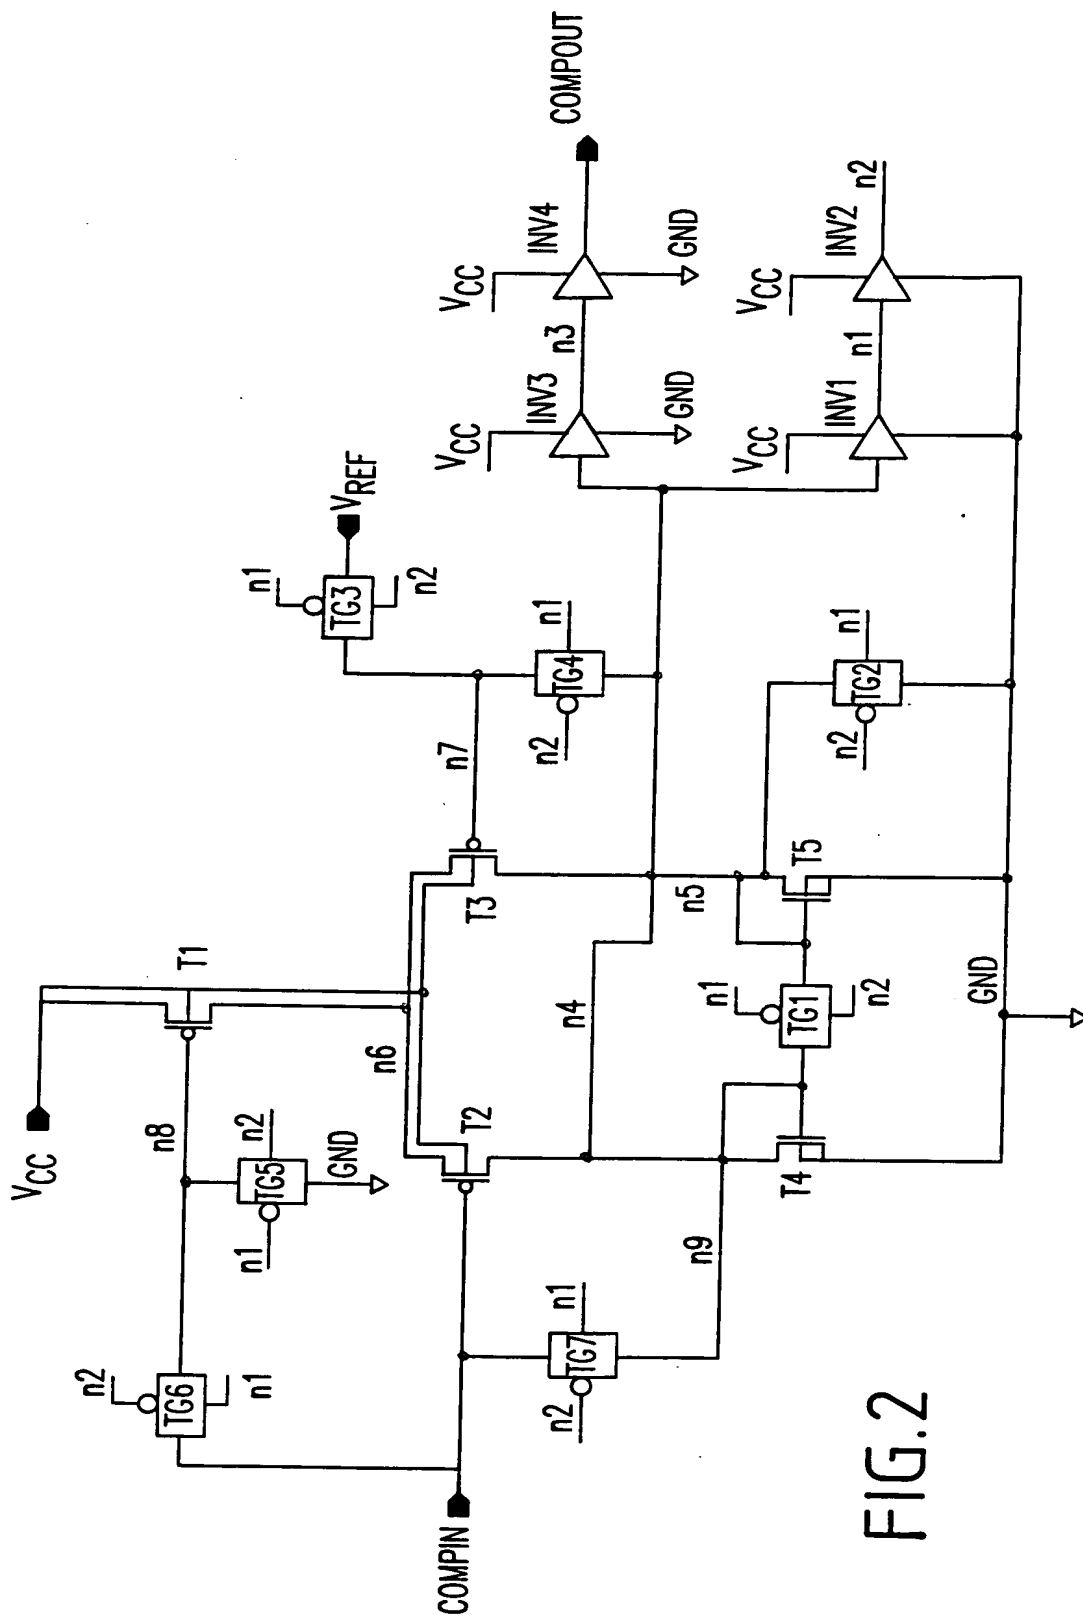 VCC
COMPIN
n2
TG6
n1
n8
n1
TG5
n2
GND
T1
n6
T2
T3
n7
n1
TG3
n2
VREF
n2
TG4
n1
n2
TG7
n1
n9
n4
n5
T4
n1
TG1
n2
T5
n2
TG2
n1
GND
VCC
INV3
GND
n3
VCC
INV4
GND
COMPOUT
VCC
INV1
n1
VCC
INV2
n2
FIG.2